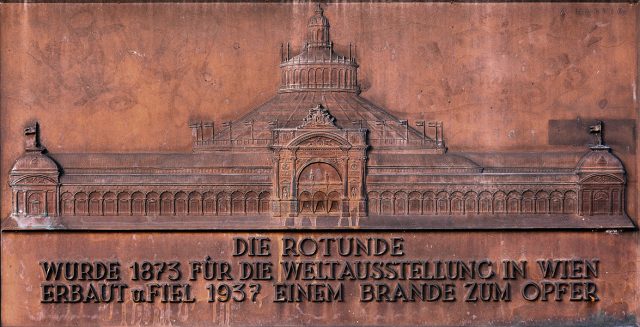 DIE ROTUNDE
WURDE 1873 FÜR DIE WELTAUSSTELLUNG IN WIEN
ERBAUT u.FIEL 1937 EINEM BRANDE ZUM OPFER